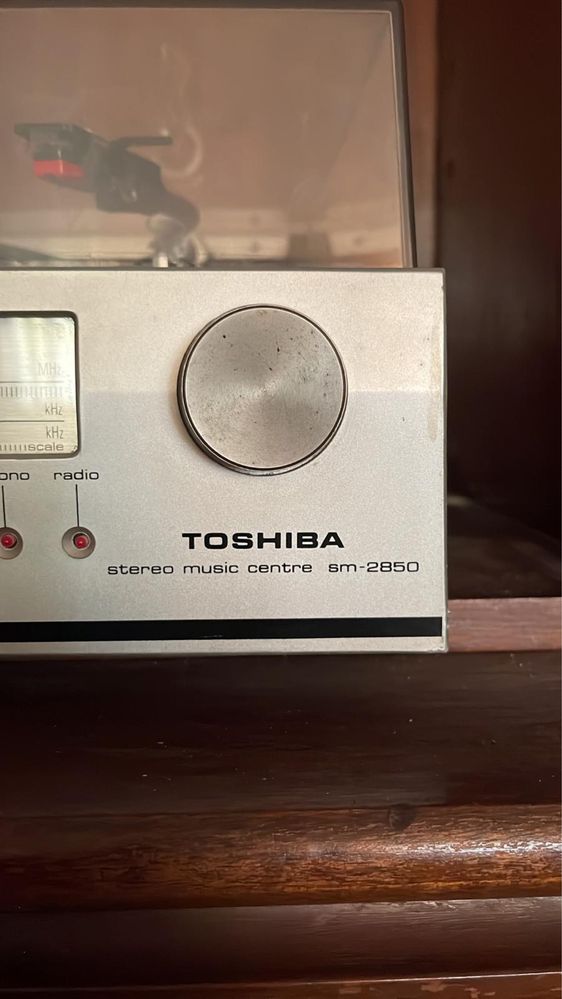 MHz
kHz
kHz
scale
ono radio
TOSHIBA
stereo music centre sm-2850